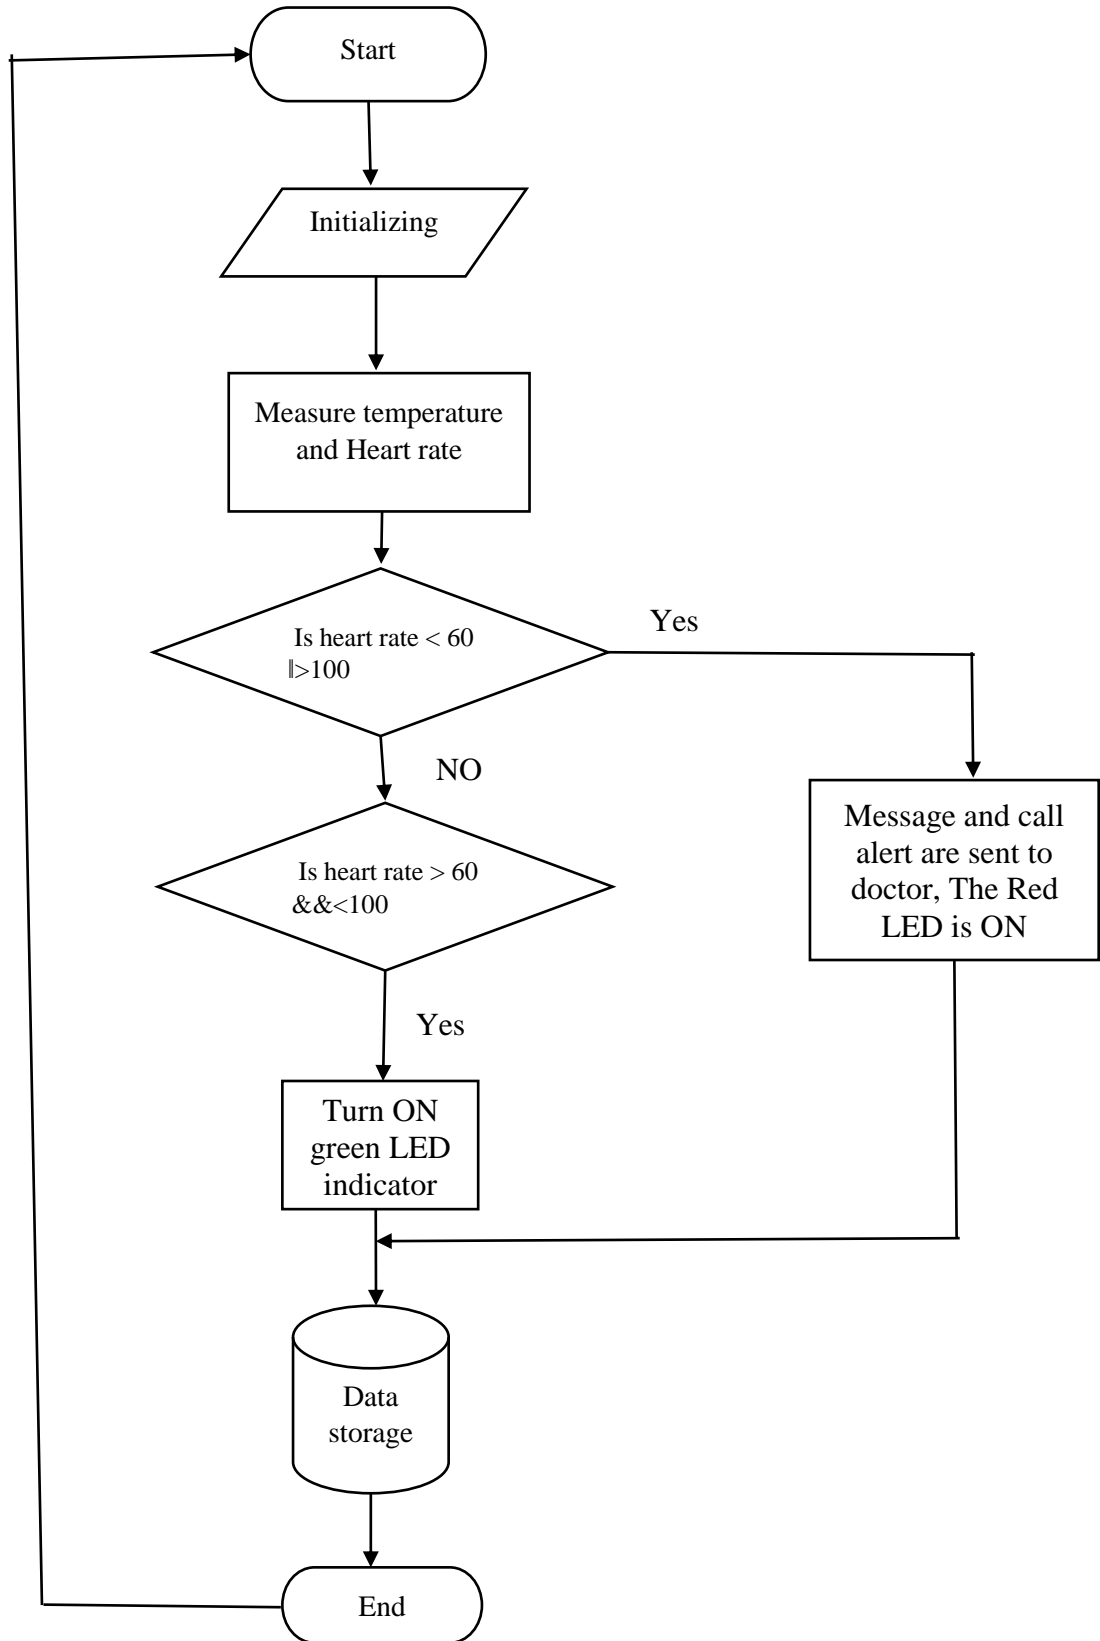 Start
Initializing
Measure temperature
and Heart rate
Is heart rate < 60
||>100
Yes
NO
Is heart rate > 60
&&<100
Message and call
alert are sent to
doctor, The Red
LED is ON
Yes
Turn ON
green LED
indicator
Data
storage
End